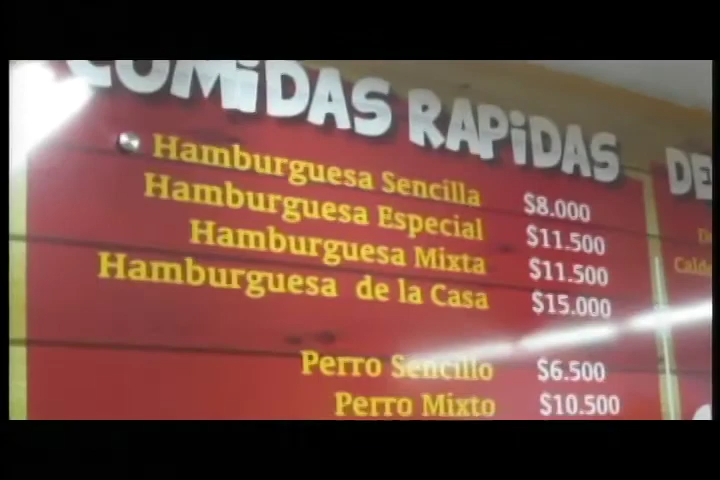 COMiDAS RAPiDAS
Hamburguesa Sencilla $8.000
Hamburguesa Especial $11.500
Hamburguesa Mixta $11.500
Hamburguesa de la Casa $15.000
Perro Sencillo $6.500
Perro Mixto $10.500